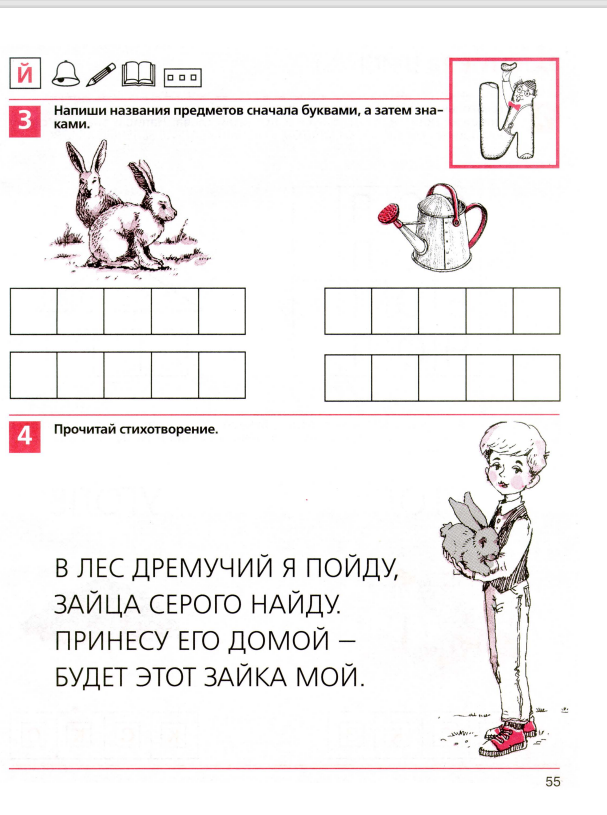 Й
3 Напиши названия предметов сначала буквами, а затем зна-
ками.
Й
4 Прочитай стихотворение.
В ЛЕС ДРЕМУЧИЙ Я ПОЙДУ,
ЗАЙЦА СЕРОГО НАЙДУ.
ПРИНЕСУ ЕГО ДОМОЙ –
БУДЕТ ЭТОТ ЗАЙКА МОЙ.
55